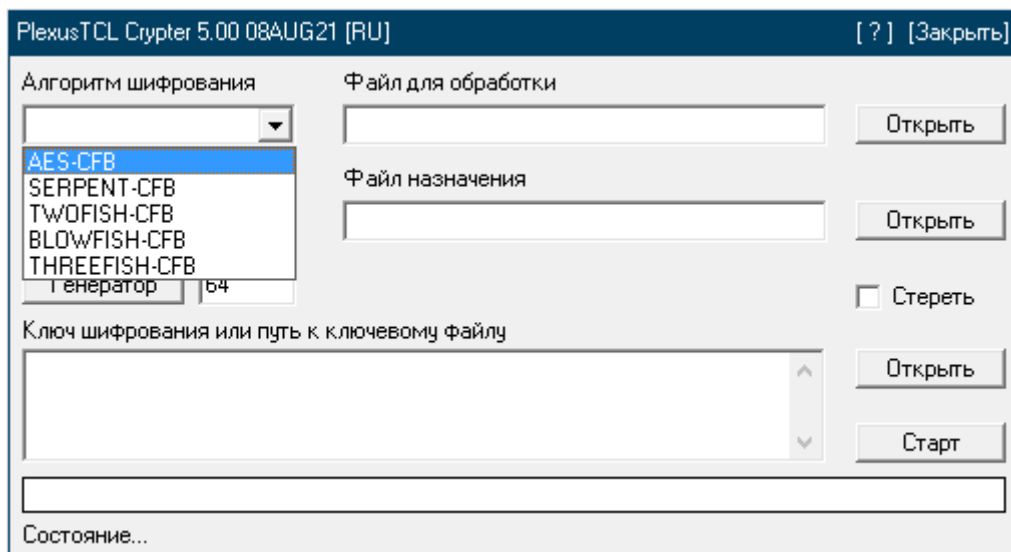 PlexusTCL Crypter 5.00 08AUG21 [RU] [ ? ] [Закрыть]
Алгоритм шифрования
Файл для обработки
Открыть
AES-CFB
SERPENT-CFB
TWOFISH-CFB
BLOWFISH-CFB
THREEFISH-CFB
Файл назначения
Открыть
Генератор 64
Стереть
Ключ шифрования или путь к ключевому файлу
Открыть
Старт
Состояние...